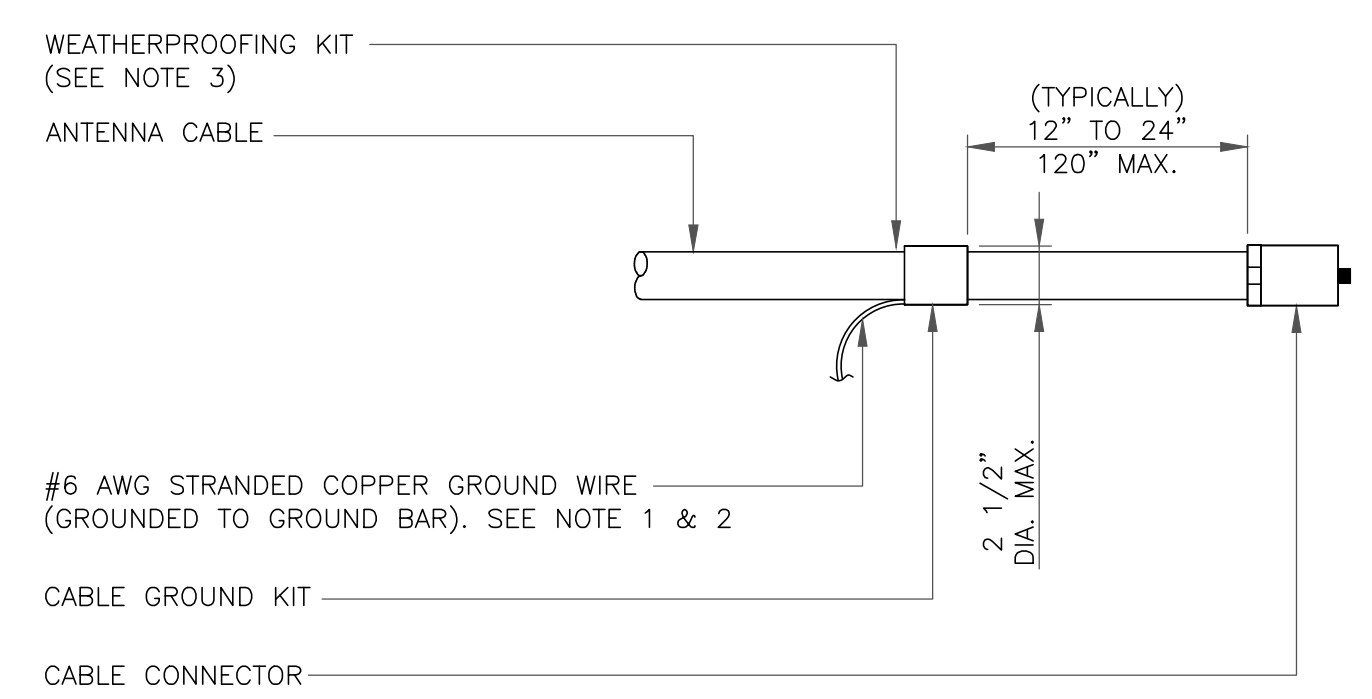 WEATHERPROOFING KIT
(SEE NOTE 3)
ANTENNA CABLE
(TYPICALLY)
12” TO 24”
120” MAX.
2 1/2”
DIA. MAX.
#6 AWG STRANDED COPPER GROUND WIRE
(GROUNDED TO GROUND BAR). SEE NOTE 1 & 2
CABLE GROUND KIT
CABLE CONNECTOR